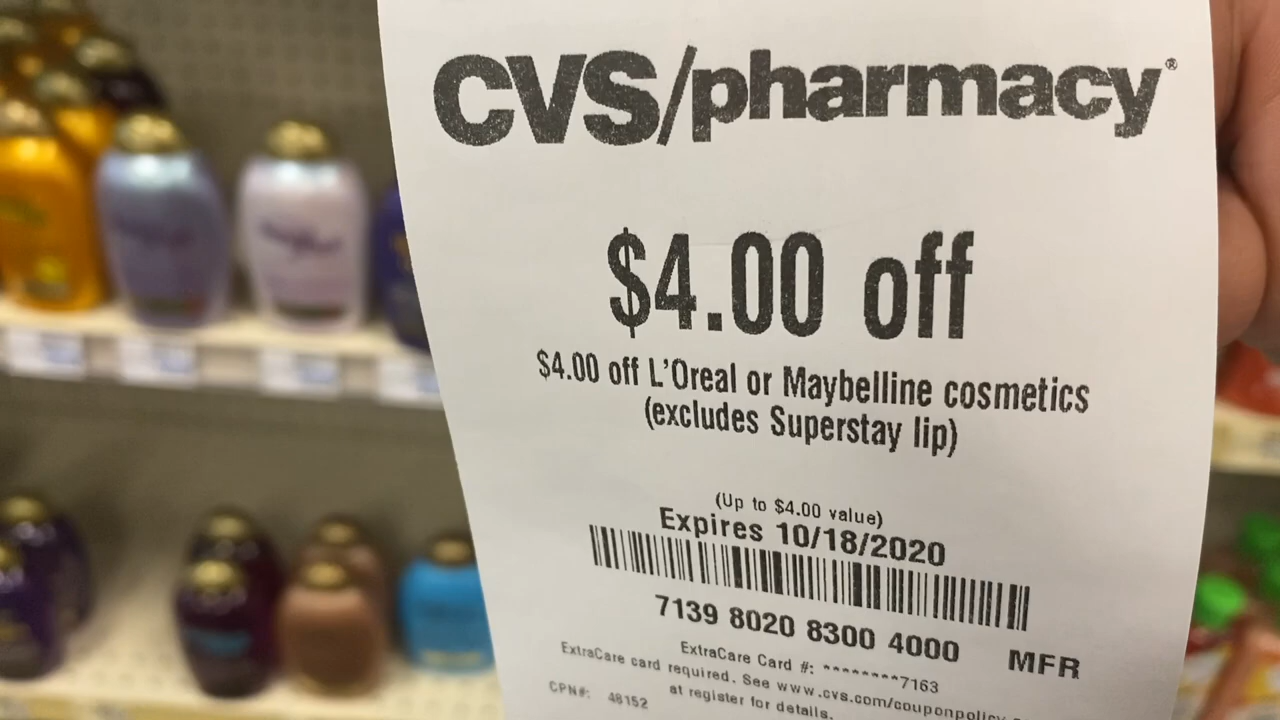 CVS/pharmacy®
$4.00 off
$4.00 off L'Oreal or Maybelline cosmetics
(excludes Superstay lip)
(Up to $4.00 value)
Expires 10/18/2020
7139 8020 8300 4000 MFR
ExtraCare Card #: ********7163
ExtraCare card required. See www.cvs.com/couponpolicy
at register for details.
CPN#: 48152